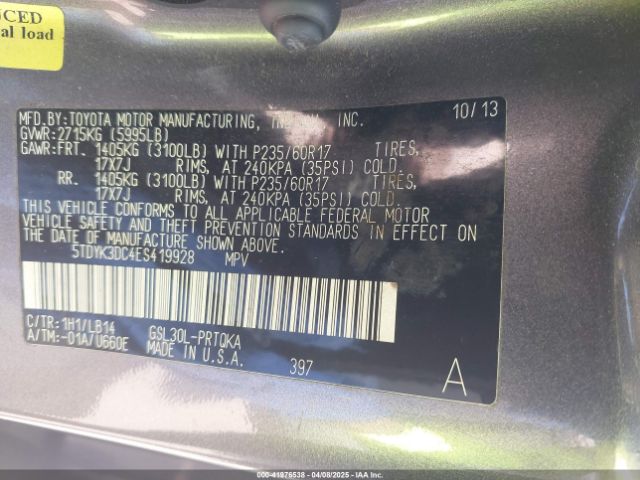 CED
al load
MFD.BY:TOYOTA MOTOR MANUFACTURING, INC. 10/13
GVWR:2715KG (5995LB)
GAWR:FRT. 1405KG (3100LB) WITH P235/60R17 TIRES,
17X7J RIMS, AT 240KPA (35PSI) COLD.
RR. 1405KG (3100LB) WITH P235/60R17 TIRES,
17X7J RIMS, AT 240KPA (35PSI) COLD.
THIS VEHICLE CONFORMS TO ALL APPLICABLE FEDERAL MOTOR
VEHICLE SAFETY AND THEFT PREVENTION STANDARDS IN EFFECT ON
THE DATE OF MANUFACTURE SHOWN ABOVE.
5TDYK3DC4ES419928 MPV
C/TR:1H1/LB14 GSL30L-PRTQKA
A/TM:-01A/U660E MADE IN U.S.A. 397
A
000-41976538 - 04/08/2025 - IAA Inc. (IAA)